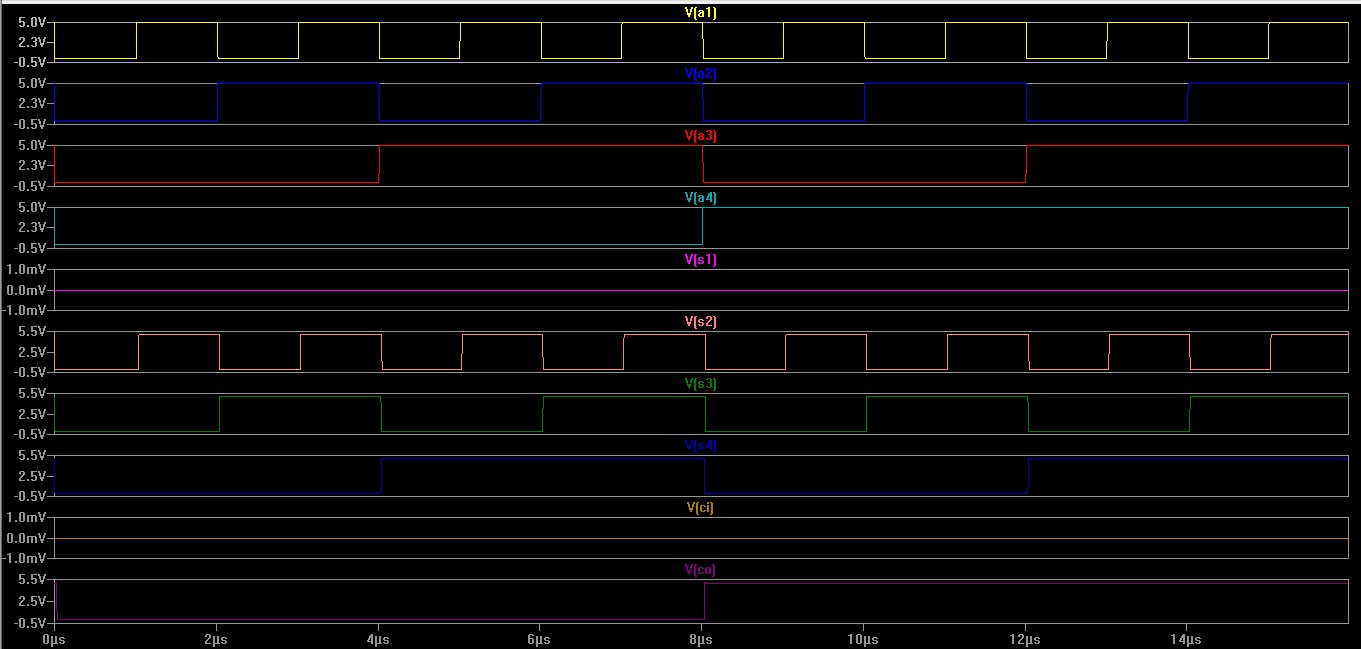 V(a1)
5.0V
2.3V
-0.5V
V(a2)
5.0V
2.3V
-0.5V
V(a3)
5.0V
2.3V
-0.5V
V(a4)
5.0V
2.3V
-0.5V
V(s1)
1.0mV
0.0mV
-1.0mV
V(s2)
5.5V
2.5V
-0.5V
V(s3)
5.5V
2.5V
-0.5V
V(s4)
5.5V
2.5V
-0.5V
V(ci)
1.0mV
0.0mV
-1.0mV
V(co)
5.5V
2.5V
-0.5V
0µs 2µs 4µs 6µs 8µs 10µs 12µs 14µs